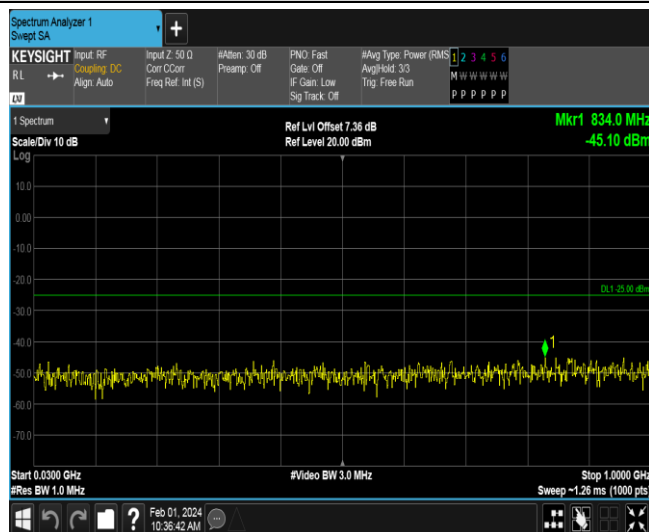 Spectrum Analyzer 1
Swept SA
+
KEYSIGHT Input: RF Input Z: 50 Ω #Atten: 30 dB PNO: Fast #Avg Type: Power (RMS 1 2 3 4 5 6
RL Coupling: DC Corr CCorr Preamp: Off Gate: Off Avg|Hold: 3/3 M W W W W W
Align: Auto Freq Ref: Int (S) IF Gain: Low Trig: Free Run
LXI Sig Track: Off P P P P P P
1 Spectrum Ref Lvl Offset 7.36 dB Mkr1 834.0 MHz
Scale/Div 10 dB Ref Level 20.00 dBm -45.10 dBm
Log
10.0
0.00
-10.0
-20.0
DL1 -25.00 dBm
-30.0
-40.0
1
-50.0
-60.0
-70.0
Start 0.0300 GHz #Video BW 3.0 MHz Stop 1.0000 GHz
#Res BW 1.0 MHz Sweep ~1.26 ms (1000 pts)
? Feb 01, 2024
10:36:42 AM